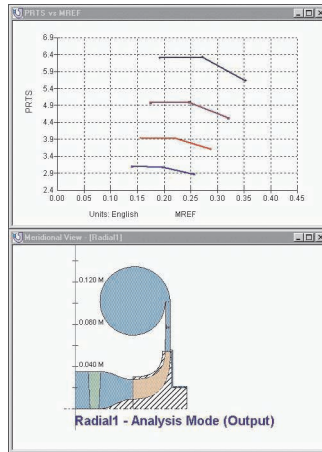 PRTS vs MREF
6.9
5.9
5.4
4.9
4.4
3.9
3.4
2.9
2.4
PRTS
0.00 0.05 0.10 0.15 0.20 0.25 0.30 0.35 0.40 0.45
Units: English MREF
Meridional View - [Radial1]
0.120 M
0.080 M
0.040 M
Radial1 - Analysis Mode (Output)